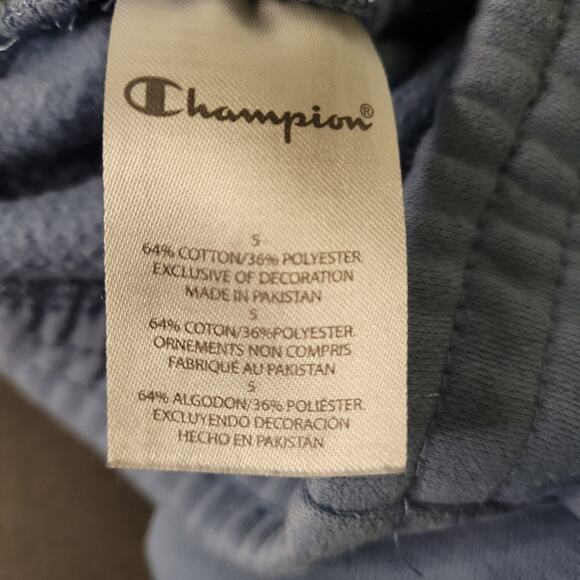 Champion®
S
64% COTTON/36% POLYESTER
EXCLUSIVE OF DECORATION
MADE IN PAKISTAN
S
64% COTON/36%POLYESTER
ORNEMENTS NON COMPRIS
FABRIQUÉ AU PAKISTAN
S
64% ALGODON/36% POLIÉSTER
EXCLUYENDO DECORACIÓN
HECHO EN PAKISTAN